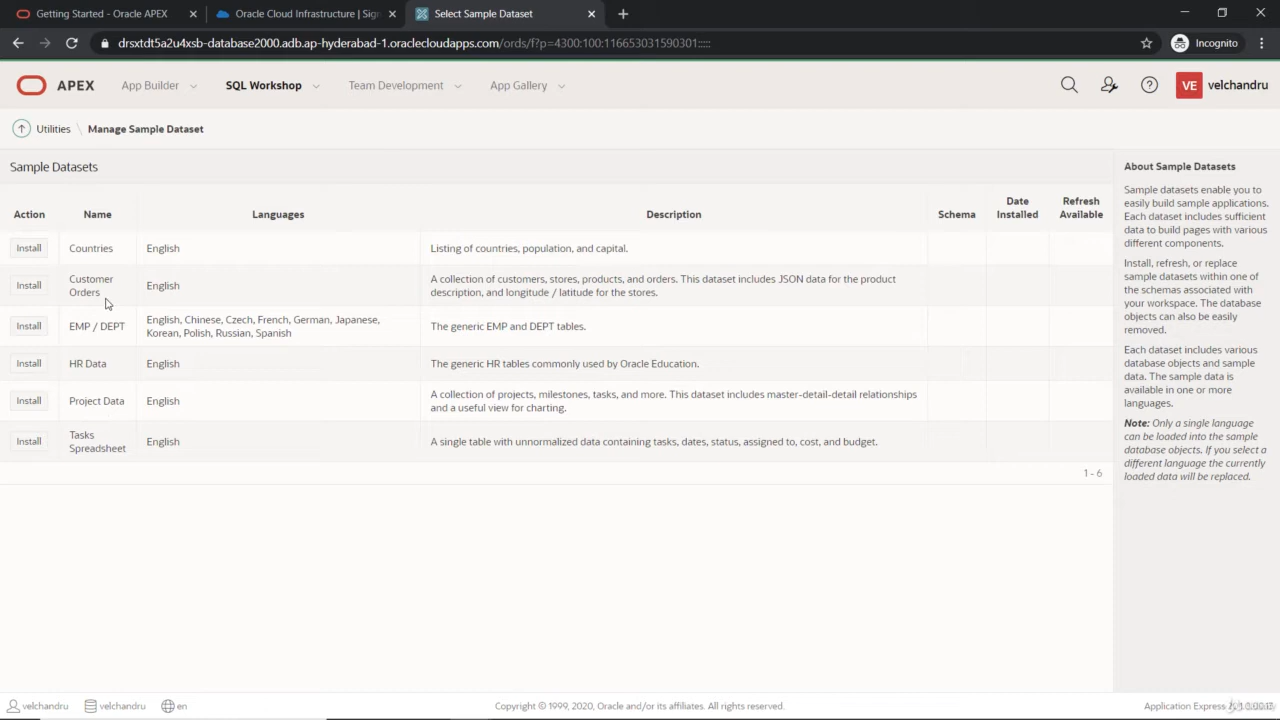 Getting Started - Oracle APEX
Oracle Cloud Infrastructure | Sig
Select Sample Dataset
drsxtdt5a2u4xsb-database2000.adb.ap-hyderabad-1.oraclecloudapps.com/ords/f?p=4300:100:116653031590301:::::
Incognito
APEX
App Builder
SQL Workshop
Team Development
App Gallery
VE
velchandru
Utilities \ Manage Sample Dataset
Sample Datasets
Action
Name
Languages
Description
Schema
Date
Installed
Refresh
Available
Install
Countries
English
Listing of countries, population, and capital.
Install
Customer
Orders
English
A collection of customers, stores, products, and orders. This dataset includes JSON data for the product
description, and longitude / latitude for the stores.
Install
EMP / DEPT
English, Chinese, Czech, French, German, Japanese,
Korean, Polish, Russian, Spanish
The generic EMP and DEPT tables.
Install
HR Data
English
The generic HR tables commonly used by Oracle Education.
Install
Project Data
English
A collection of projects, milestones, tasks, and more. This dataset includes master-detail-detail relationships
and a useful view for charting.
Install
Tasks
Spreadsheet
English
A single table with unnormalized data containing tasks, dates, status, assigned to, cost, and budget.
1 - 6
About Sample Datasets
Sample datasets enable you to
easily build sample applications.
Each dataset includes sufficient
data to build pages with various
different components.
Install, refresh, or replace
sample datasets within one of
the schemas associated with
your workspace. The database
objects can also be easily
removed.
Each dataset includes various
database objects and sample
data. The sample data is
available in one or more
languages.
Note: Only a single language
can be loaded into the sample
database objects. If you select a
different language the currently
loaded data will be replaced.
velchandru
velchandru
en
Copyright © 1999, 2020, Oracle and/or its affiliates. All rights reserved.
Application Express